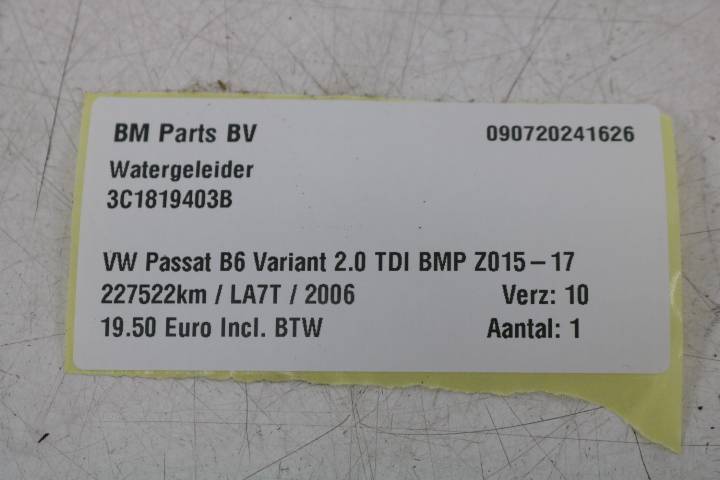 BM Parts BV 090720241626
Watergeleider
3C1819403B
VW Passat B6 Variant 2.0 TDI BMP Z015-17
227522km / LA7T / 2006 Verz: 10
19.50 Euro Incl. BTW Aantal: 1